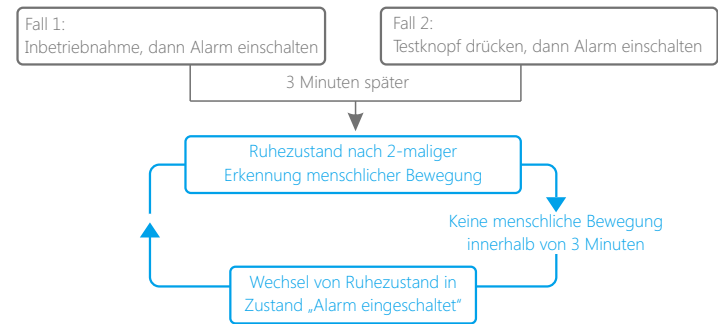 Fall 1:
Inbetriebnahme, dann Alarm einschalten
Fall 2:
Testknopf drücken, dann Alarm einschalten
3 Minuten später
Ruhezustand nach 2-maliger
Erkennung menschlicher Bewegung
Keine menschliche Bewegung
innerhalb von 3 Minuten
Wechsel von Ruhezustand in
Zustand „Alarm eingeschaltet“